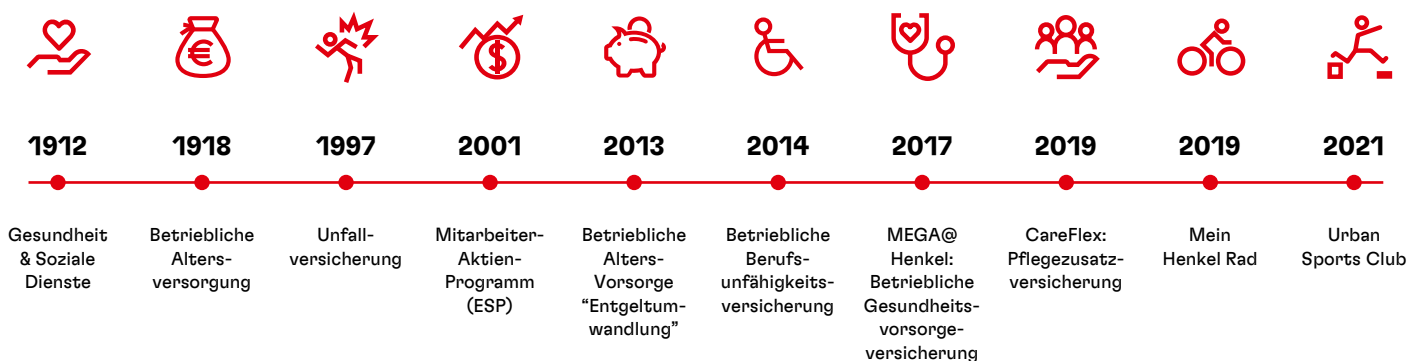 1912
Gesundheit
& Soziale
Dienste
1918
Betriebliche
Alters-
versorgung
1997
Unfall-
versicherung
2001
Mitarbeiter-
Aktien-
Programm
(ESP)
2013
Betriebliche
Alters-
Vorsorge
“Entgeltum-
wandlung”
2014
Betriebliche
Berufs-
unfähigkeits-
versicherung
2017
MEGA@
Henkel:
Betriebliche
Gesundheits-
vorsorge-
versicherung
2019
CareFlex:
Pflegezusatz-
versicherung
2019
Mein
Henkel Rad
2021
Urban
Sports Club